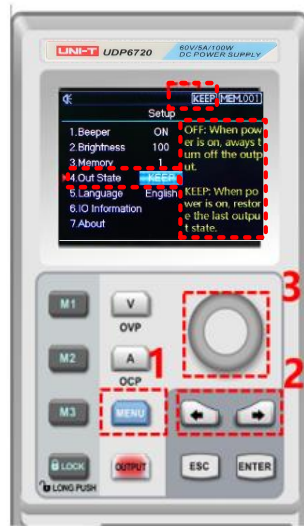 UNI-T UDP6720 60V/5A/100W
DC POWER SUPPLY
KEEP MEM.001
Setup
1.Beeper ON
2.Brightness 100
3.Memory 1
4.Out State KEEP
5.Language English
6.IO Information
7.About
OFF: When pow
er is on, aways t
urn off the outp
ut.
KEEP: When po
wer is on, restor
e the last outpu
t state.
M1 V
OVP
3
M2 A
OCP
1
2
M3 MENU
LOCK OUTPUT ESC ENTER
LONG PUSH